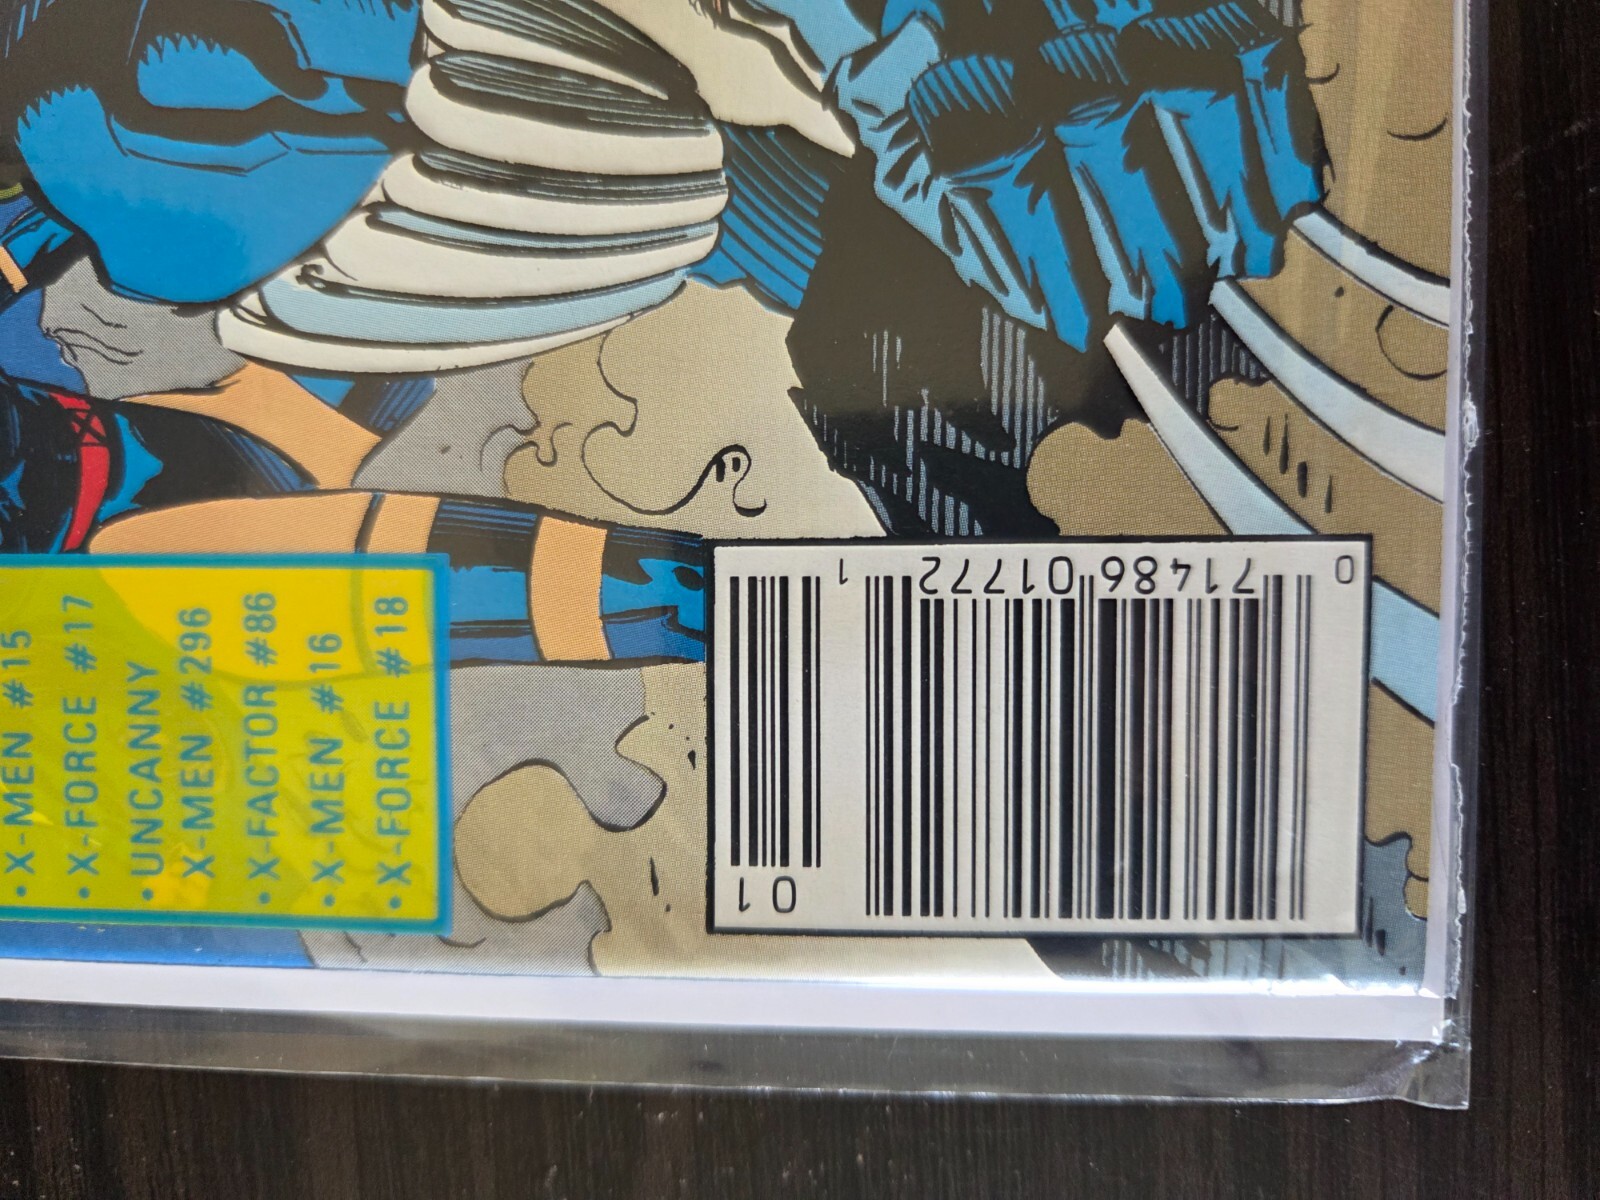 • X-MEN #15
• X-FORCE #17
• UNCANNY
X-MEN #296
• X-FACTOR #86
• X-MEN #16
• X-FORCE #18
0 71486 01772 1
01